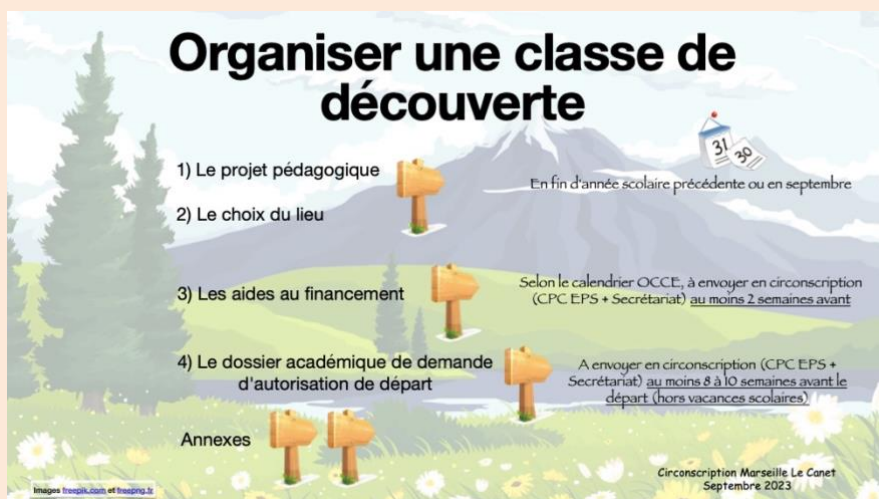 Organiser une classe de
découverte
31
30
1) Le projet pédagogique
En fin d'année scolaire précédente ou en septembre
2) Le choix du lieu
3) Les aides au financement
Selon le calendrier OCCE, à envoyer en circonscription
(CPC EPS + Secrétariat) au moins 2 semaines avant
4) Le dossier académique de demande
d'autorisation de départ
A envoyer en circonscription (CPC EPS +
Secrétariat) au moins 8 à 10 semaines avant le
départ (hors vacances scolaires)
Annexes
Circonscription Marseille Le Canet
Septembre 2023
Images freepik.com et freepng.fr